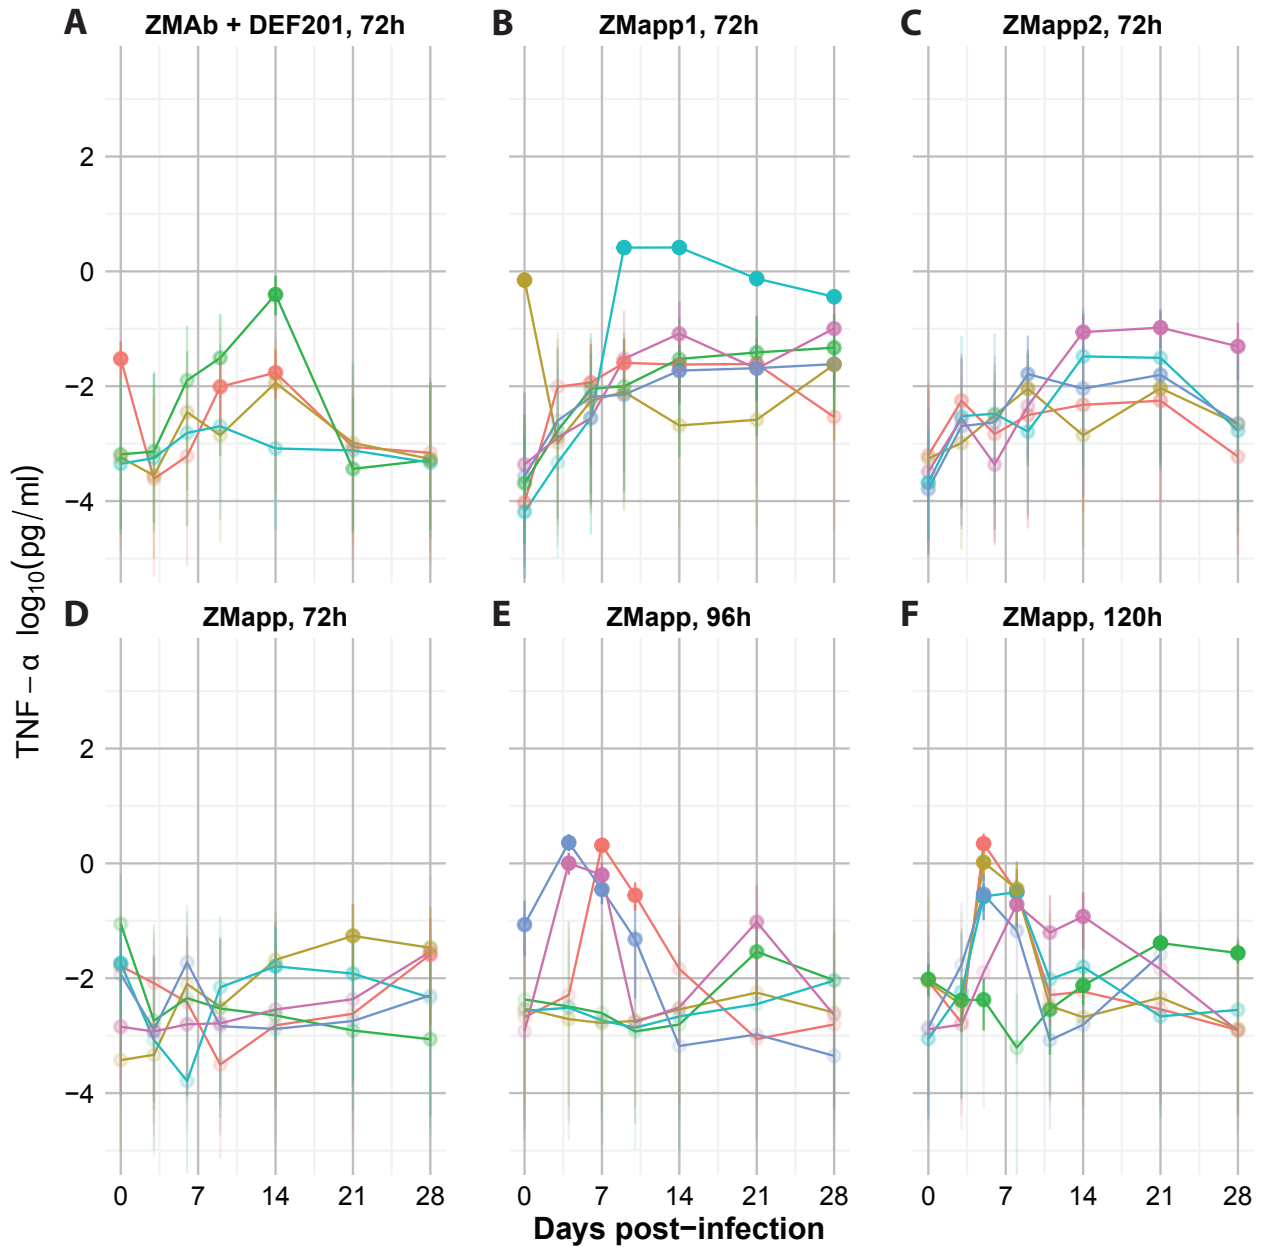 A ZMAb + DEF201, 72h
B ZMapp1, 72h
C ZMapp2, 72h
2
0
−2
−4
TNF − α log10(pg/ml)
D ZMapp, 72h
E ZMapp, 96h
F ZMapp, 120h
2
0
−2
−4
0 7 14 21 28
0 7 14 21 28
0 7 14 21 28
Days post−infection